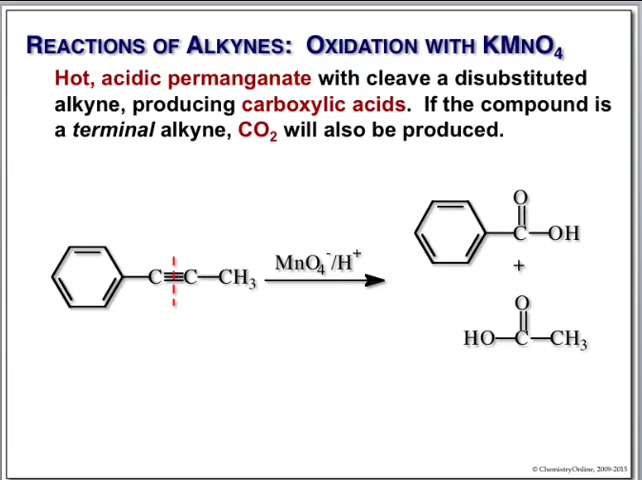 REACTIONS OF ALKYNES: OXIDATION WITH KMNO₄
Hot, acidic permanganate with cleave a disubstituted
alkyne, producing carboxylic acids. If the compound is
a terminal alkyne, CO₂ will also be produced.
O
C—OH
C≡C—CH₃
MnO₄⁻/H⁺
+
O
HO—C—CH₃
© ChemistryOnline, 2009-2015